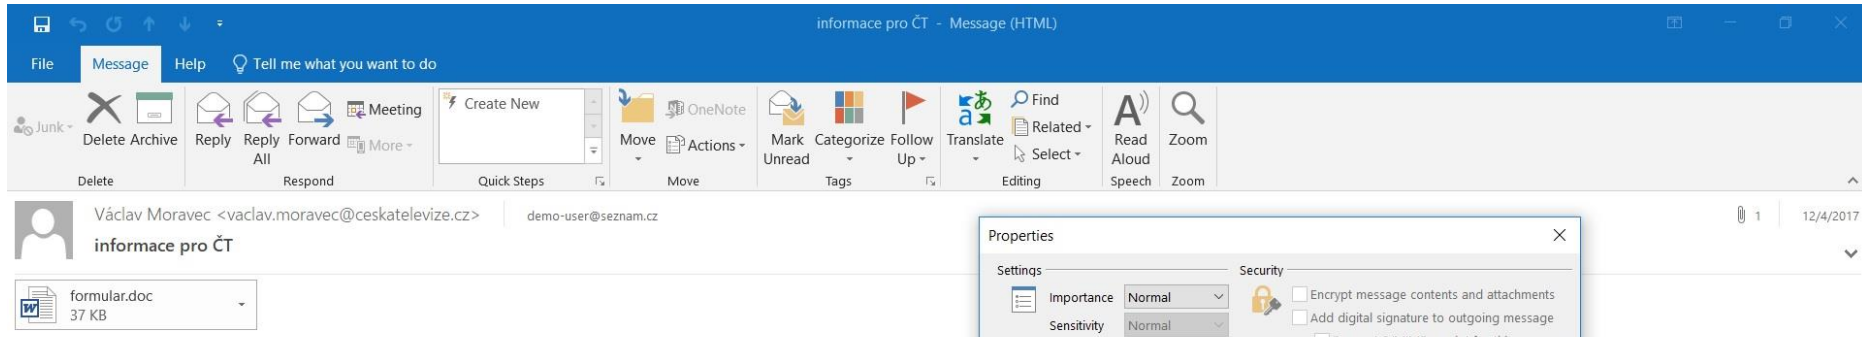 informace pro ČT - Message (HTML)
File Message Help Tell me what you want to do
Junk
Delete Archive
Reply Reply All Forward
Meeting
More
Create New
Move
OneNote
Actions
Mark Unread Categorize Follow Up
Translate
Find
Related
Select
Read Aloud
Zoom
Delete Respond Quick Steps Move Tags Editing Speech Zoom
Václav Moravec <vaclav.moravec@ceskatelevize.cz> demo-user@seznam.cz
1 12/4/2017
informace pro ČT
formular.doc
37 KB
Properties
Settings Security
Importance Normal Encrypt message contents and attachments
Sensitivity Normal Add digital signature to outgoing message